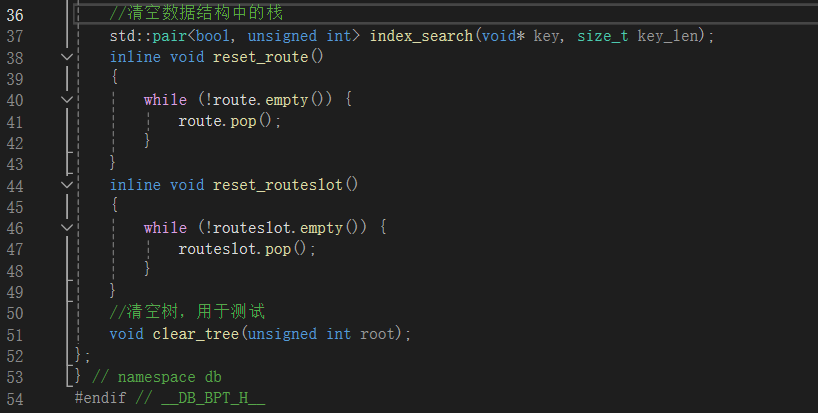 36 //清空数据结构中的栈
37 std::pair<bool, unsigned int> index_search(void* key, size_t key_len);
38 inline void reset_route()
39 {
40 while (!route.empty()) {
41 route.pop();
42 }
43 }
44 inline void reset_routeslot()
45 {
46 while (!routeslot.empty()) {
47 routeslot.pop();
48 }
49 }
50 //清空树，用于测试
51 void clear_tree(unsigned int root);
52 };
53 } // namespace db
54 #endif // __DB_BPT_H__